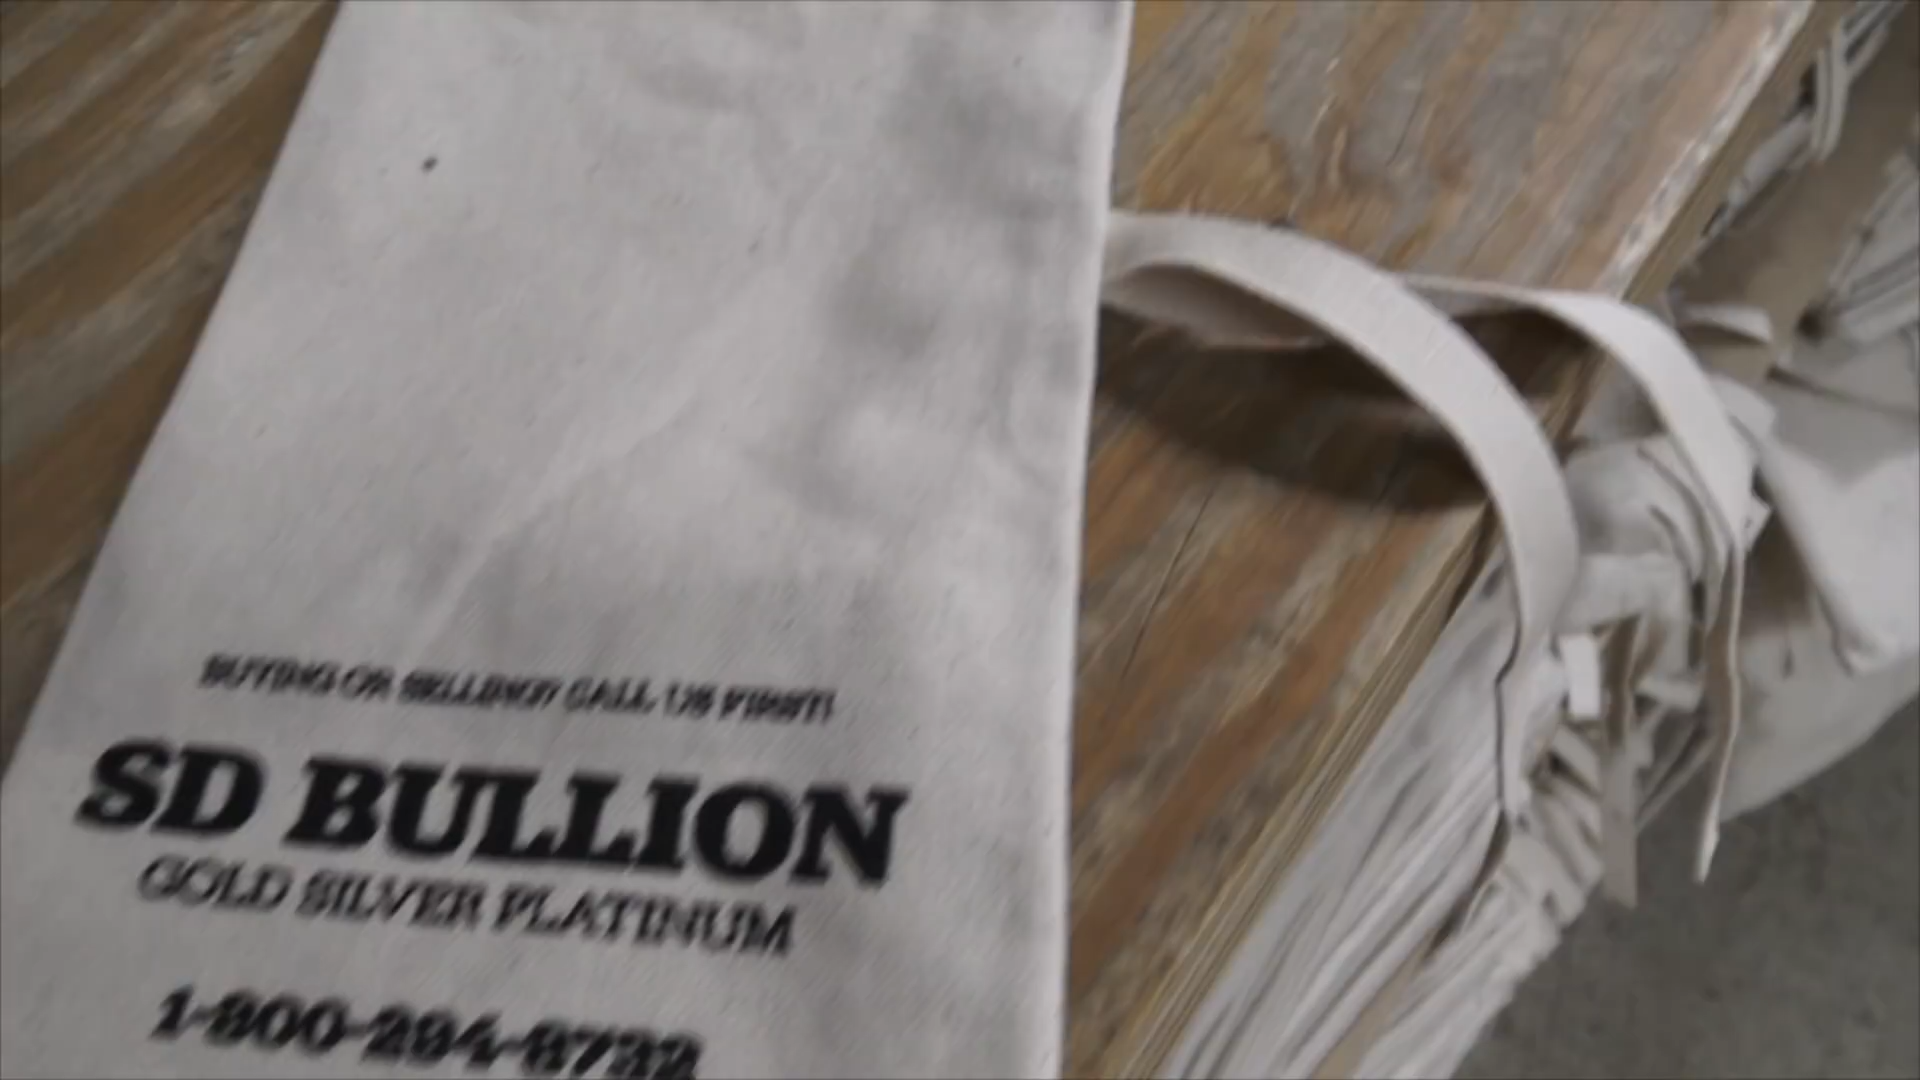 BUYING OR SELLING? CALL US FIRST!
SD BULLION
GOLD SILVER PLATINUM
1-800-294-8732